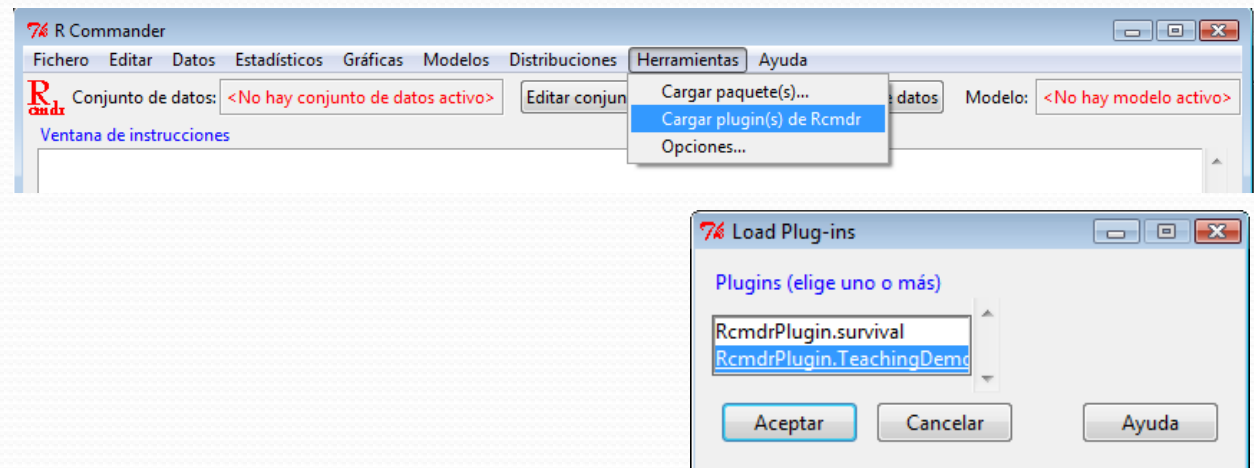 R Commander
Fichero Editar Datos Estadísticos Gráficas Modelos Distribuciones Herramientas Ayuda
Rcmdr Conjunto de datos: <No hay conjunto de datos activo> Editar conjun datos Modelo: <No hay modelo activo>
Cargar paquete(s)...
Cargar plugin(s) de Rcmdr
Opciones...
Ventana de instrucciones
Load Plug-ins
Plugins (elige uno o más)
RcmdrPlugin.survival
RcmdrPlugin.TeachingDemo
Aceptar Cancelar Ayuda